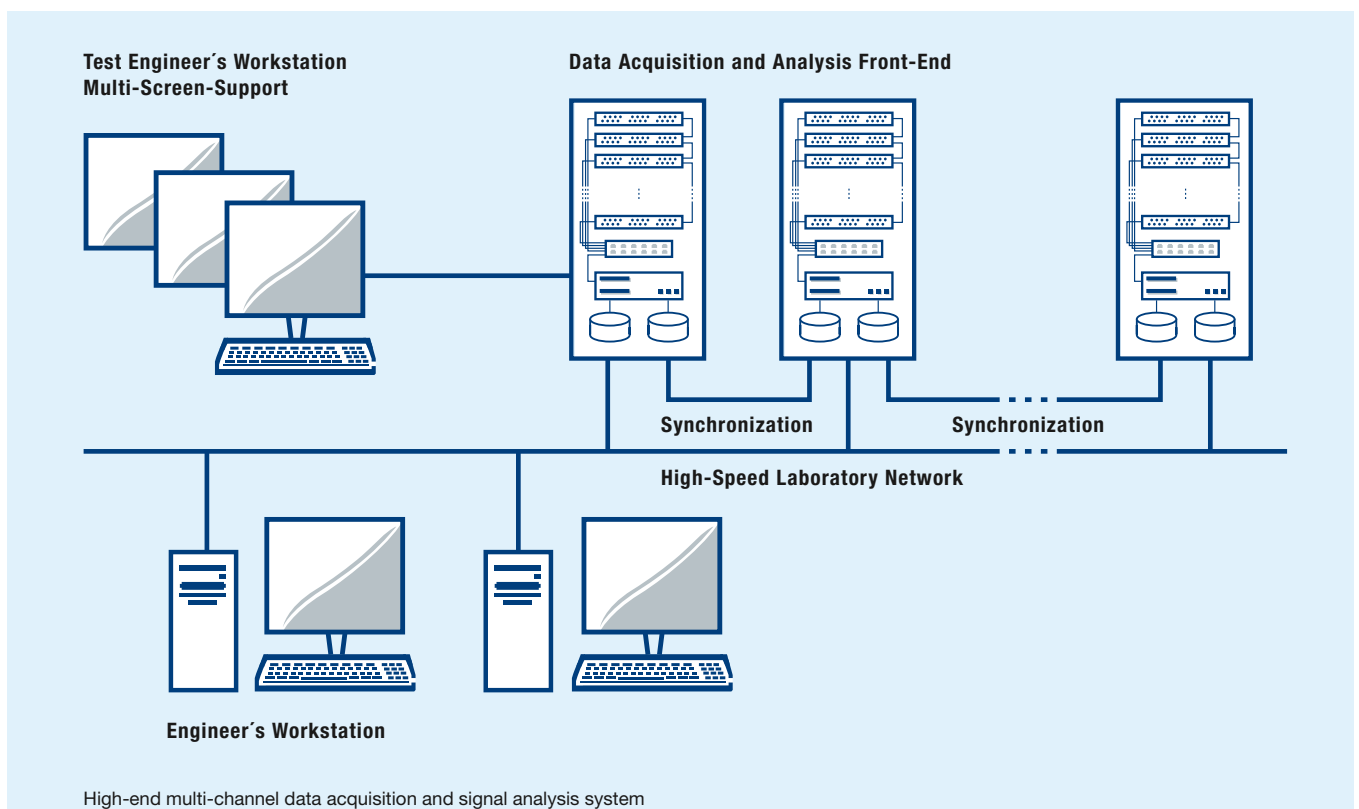 Test Engineer´s Workstation
Multi-Screen-Support
Data Acquisition and Analysis Front-End
Synchronization
Synchronization
High-Speed Laboratory Network
Engineer´s Workstation
High-end multi-channel data acquisition and signal analysis system